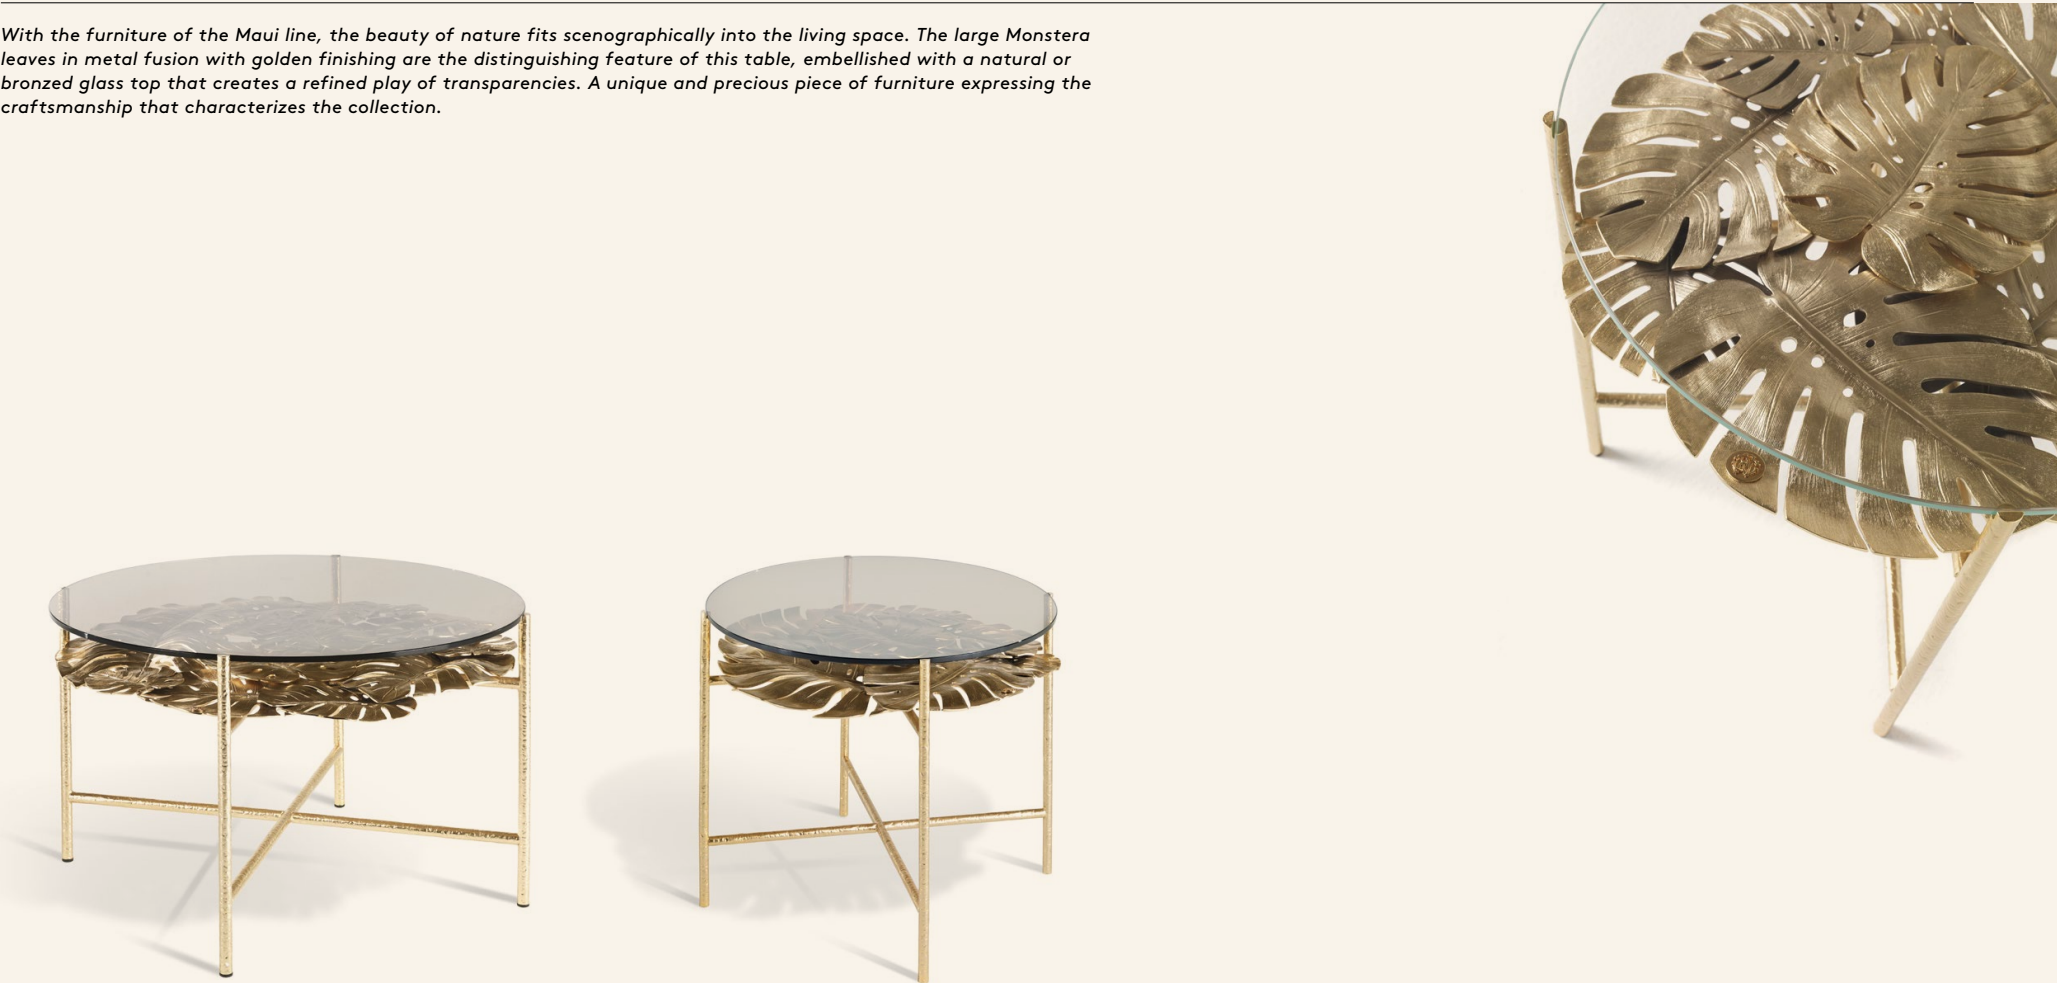 With the furniture of the Maui line, the beauty of nature fits scenographically into the living space. The large Monstera
leaves in metal fusion with golden finishing are the distinguishing feature of this table, embellished with a natural or
bronzed glass top that creates a refined play of transparencies. A unique and precious piece of furniture expressing the
craftsmanship that characterizes the collection.